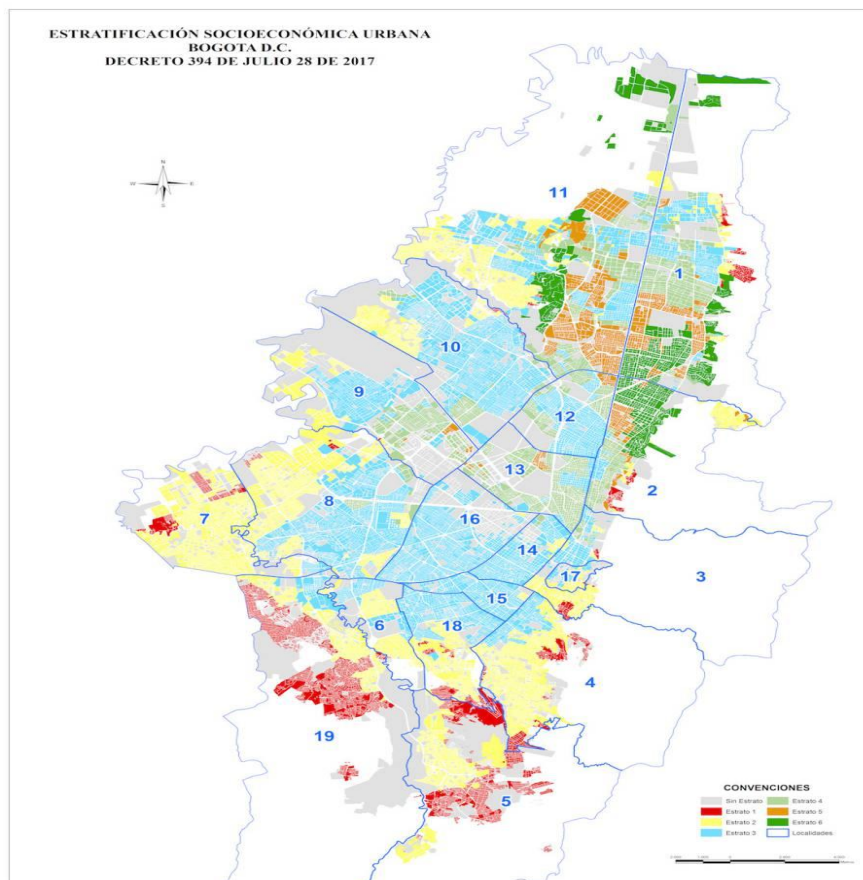 ESTRATIFICACIÓN SOCIOECONÓMICA URBANA
BOGOTA D.C.
DECRETO 394 DE JULIO 28 DE 2017
N
W
E
S
11
1
10
9
12
13
2
8
7
16
14
17
3
15
6
18
4
19
5
CONVENCIONES
Sin Estrato
Estrato 4
Estrato 1
Estrato 5
Estrato 2
Estrato 6
Estrato 3
Localidades